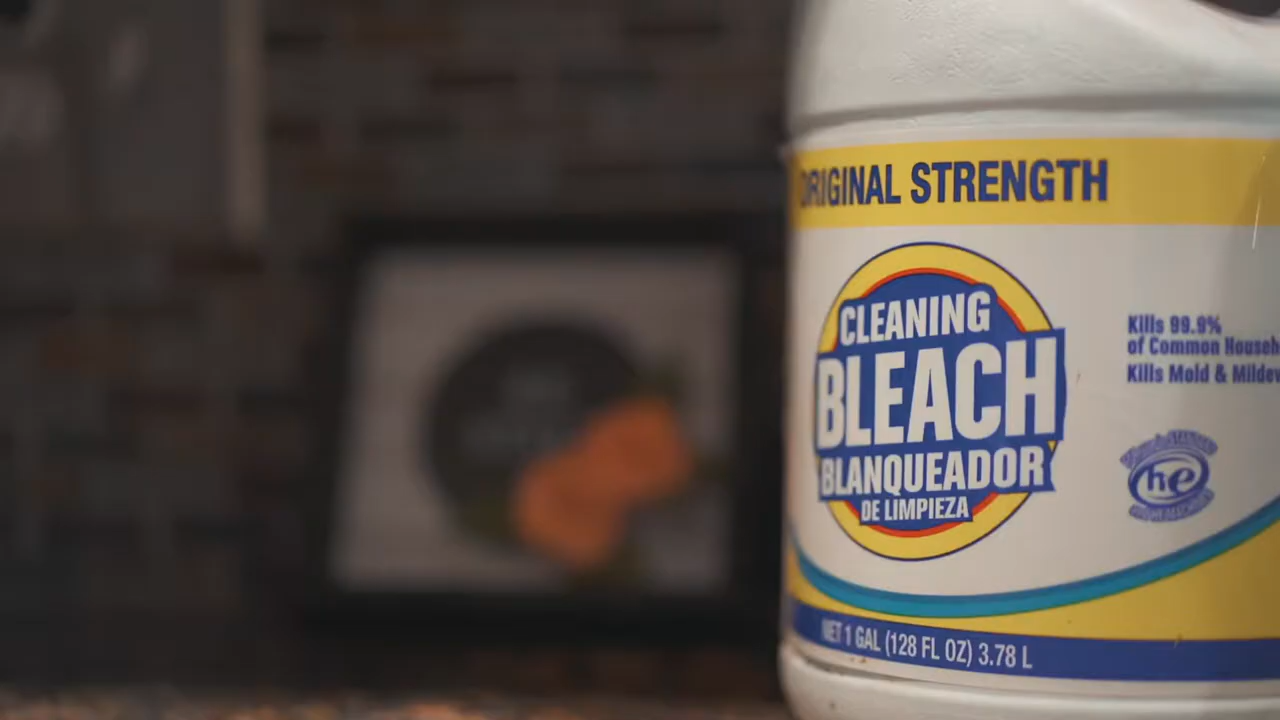 ORIGINAL STRENGTH
CLEANING
BLEACH
BLANQUEADOR
DE LIMPIEZA
Kills 99.9%
of Common Househ
Kills Mold & Mildew
he
NET 1 GAL (128 FL OZ) 3.78 L